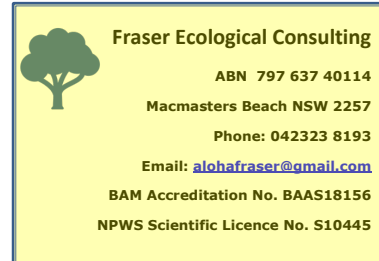 Fraser Ecological Consulting
ABN 797 637 40114
Macmasters Beach NSW 2257
Phone: 042323 8193
Email: alohafraser@gmail.com
BAM Accreditation No. BAAS18156
NPWS Scientific Licence No. S10445